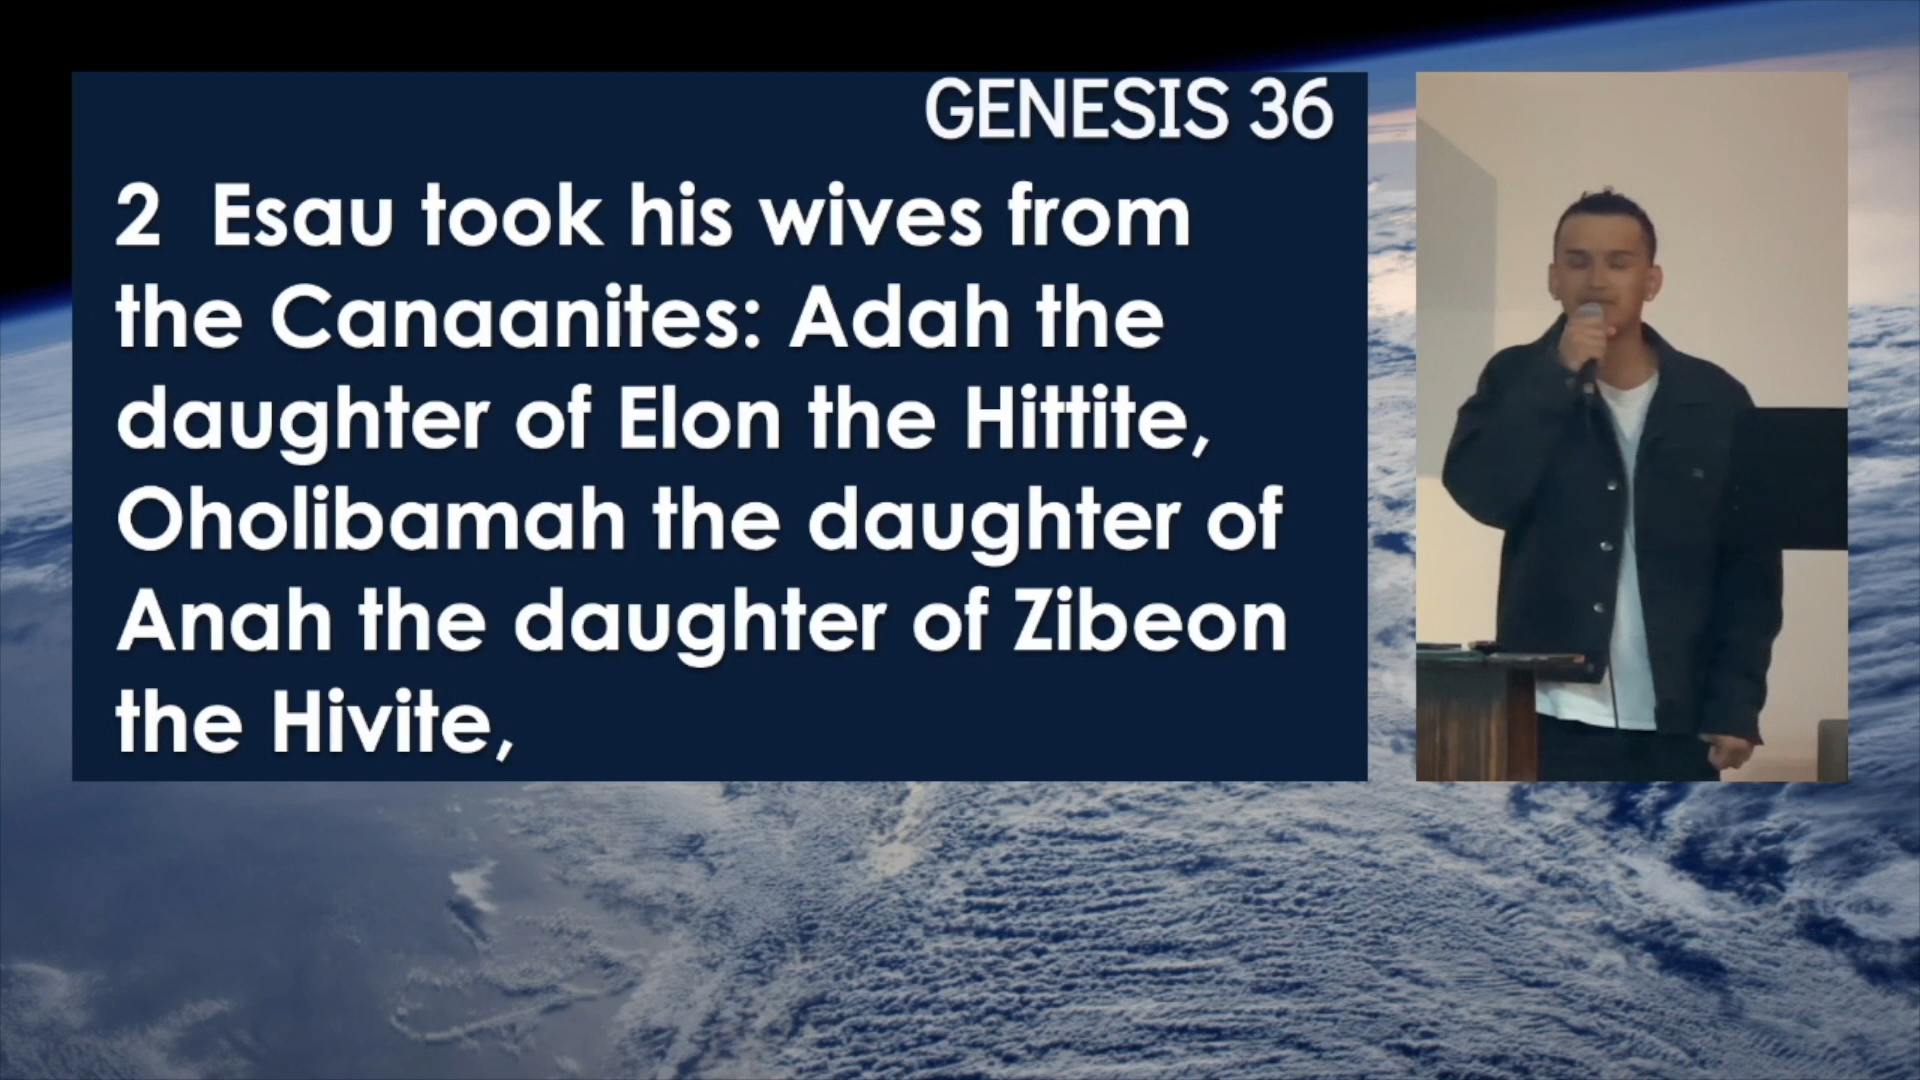 GENESIS 36
2 Esau took his wives from
the Canaanites: Adah the
daughter of Elon the Hittite,
Oholibamah the daughter of
Anah the daughter of Zibeon
the Hivite,